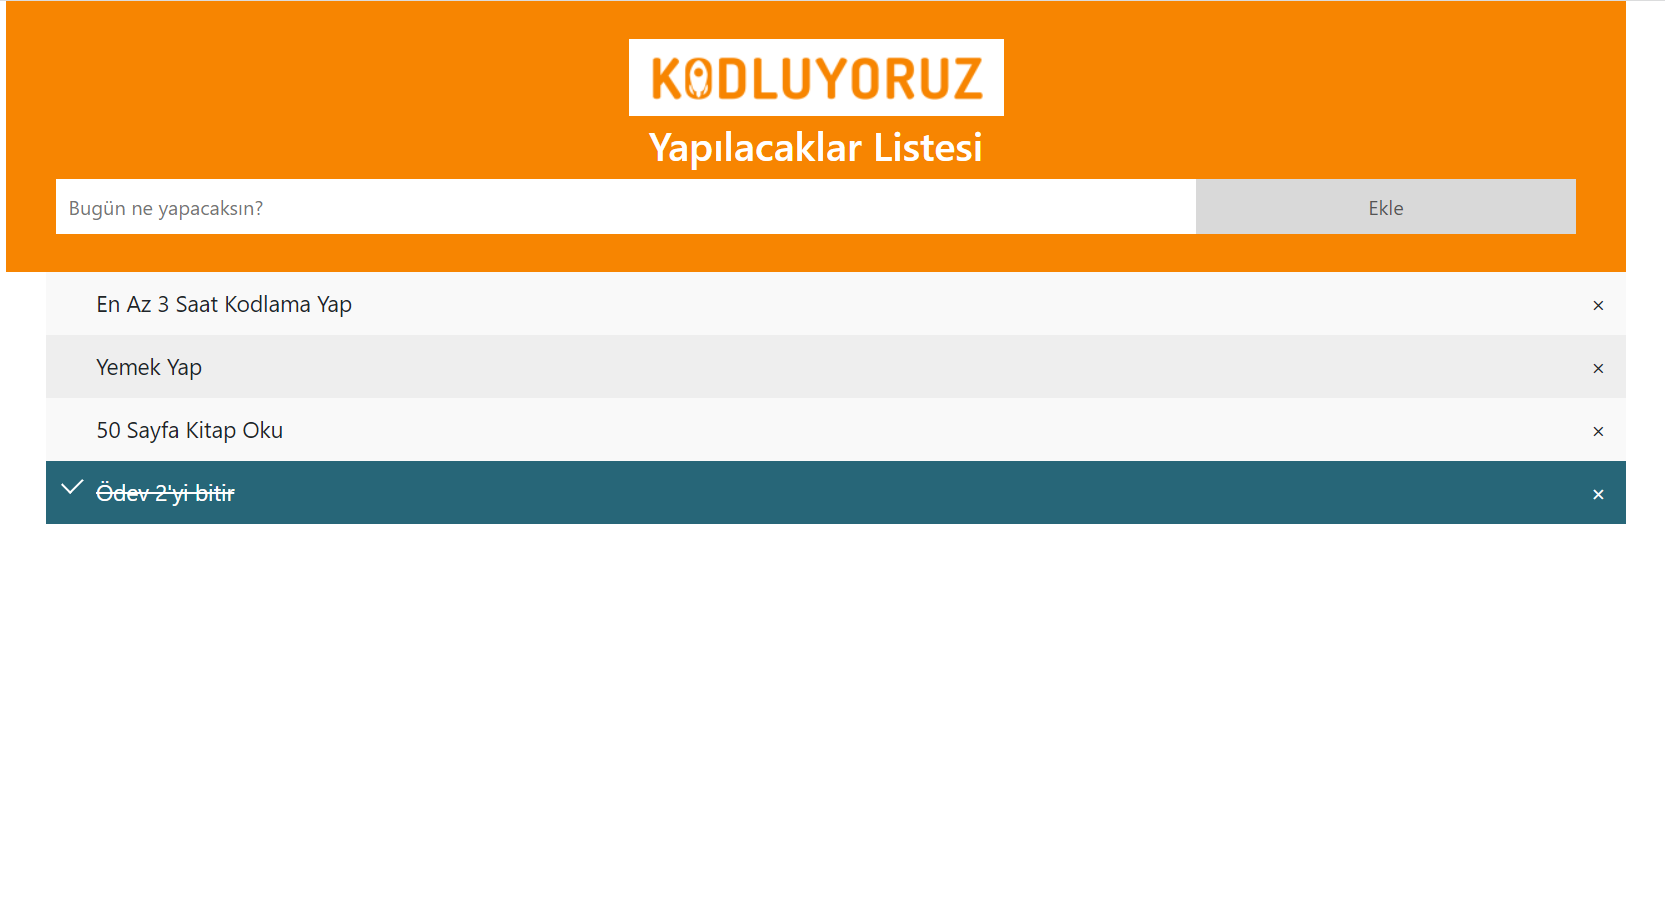 KODLUYORUZ
Yapılacaklar Listesi
Bugün ne yapacaksın?
Ekle
En Az 3 Saat Kodlama Yap ×
Yemek Yap ×
50 Sayfa Kitap Oku ×
Ödev 2'yi bitir ×